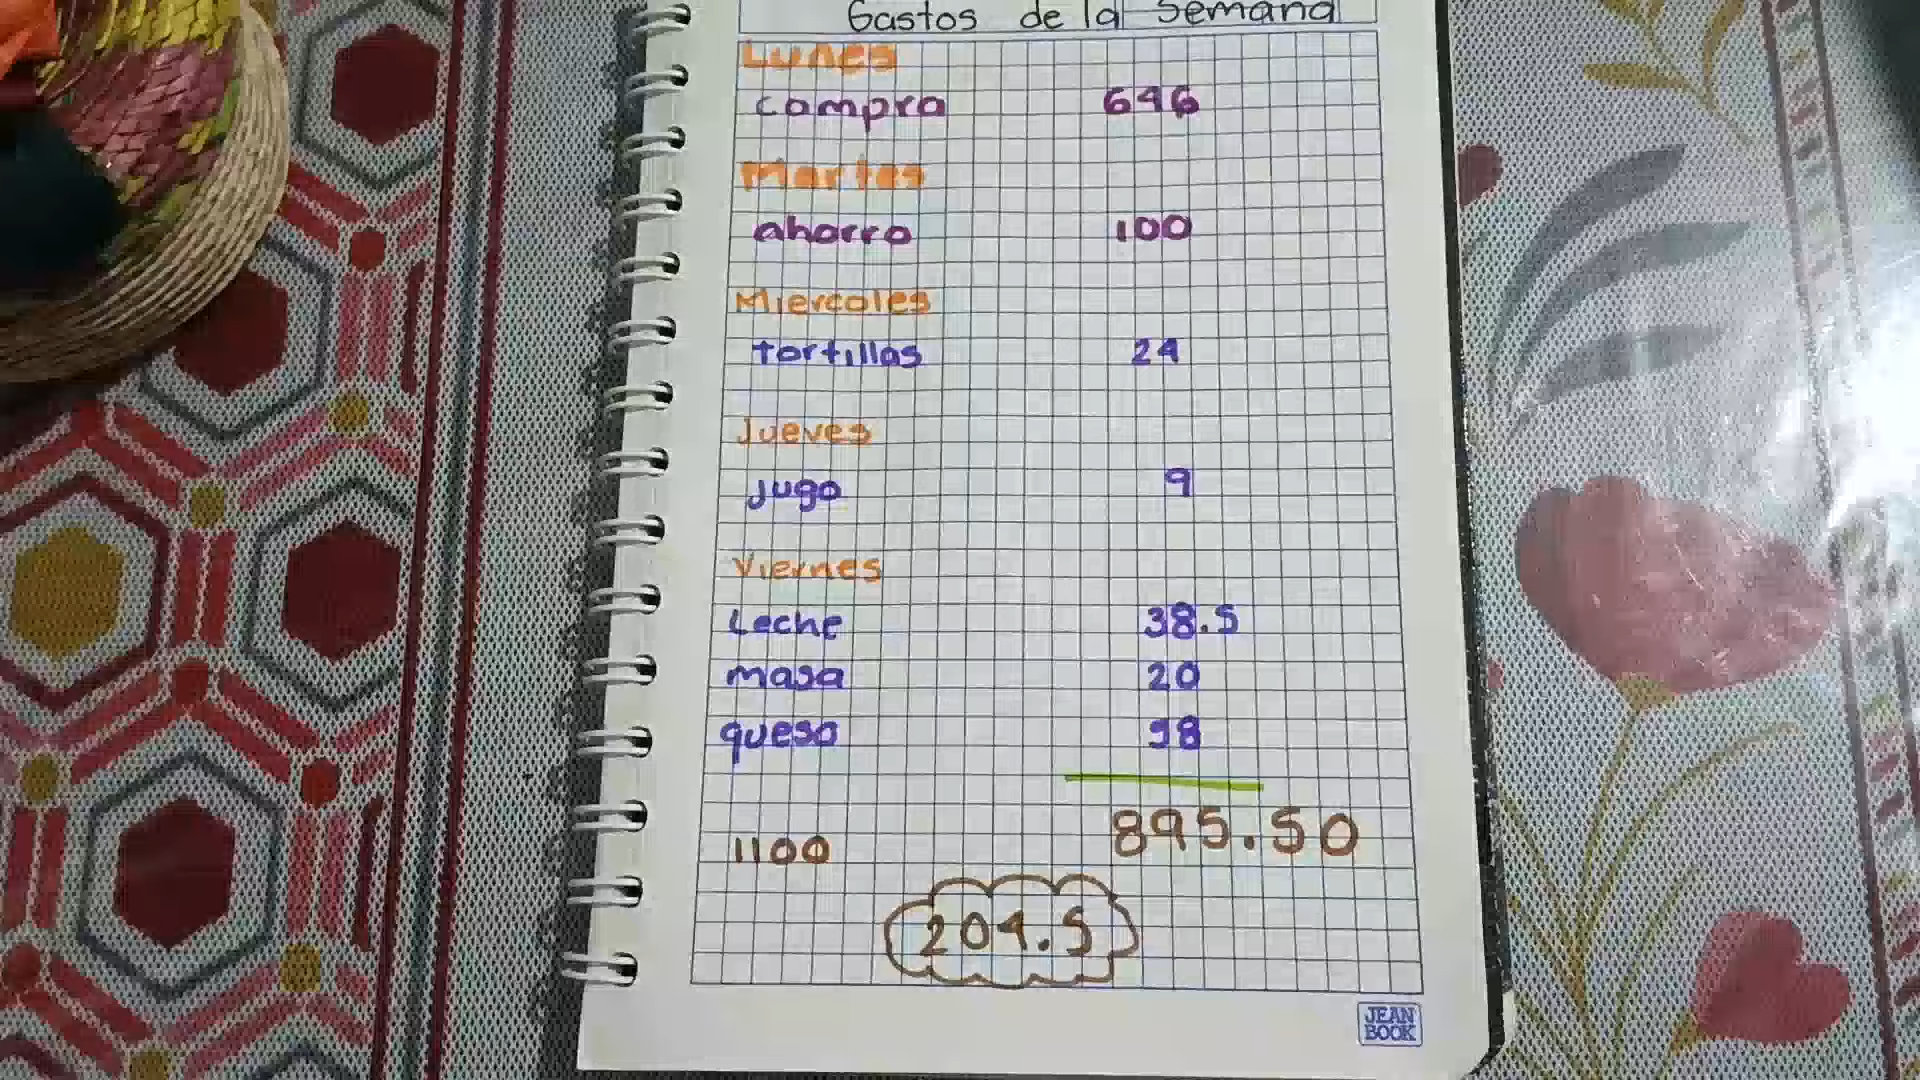 Gastos de la Semana
Lunes
compra 646
Martes
ahorro 100
Miercoles
tortillas 24
Jueves
jugo 9
Viernes
Leche 38.5
masa 20
queso 58
895.50
1100
204.5
JEAN
BOOK